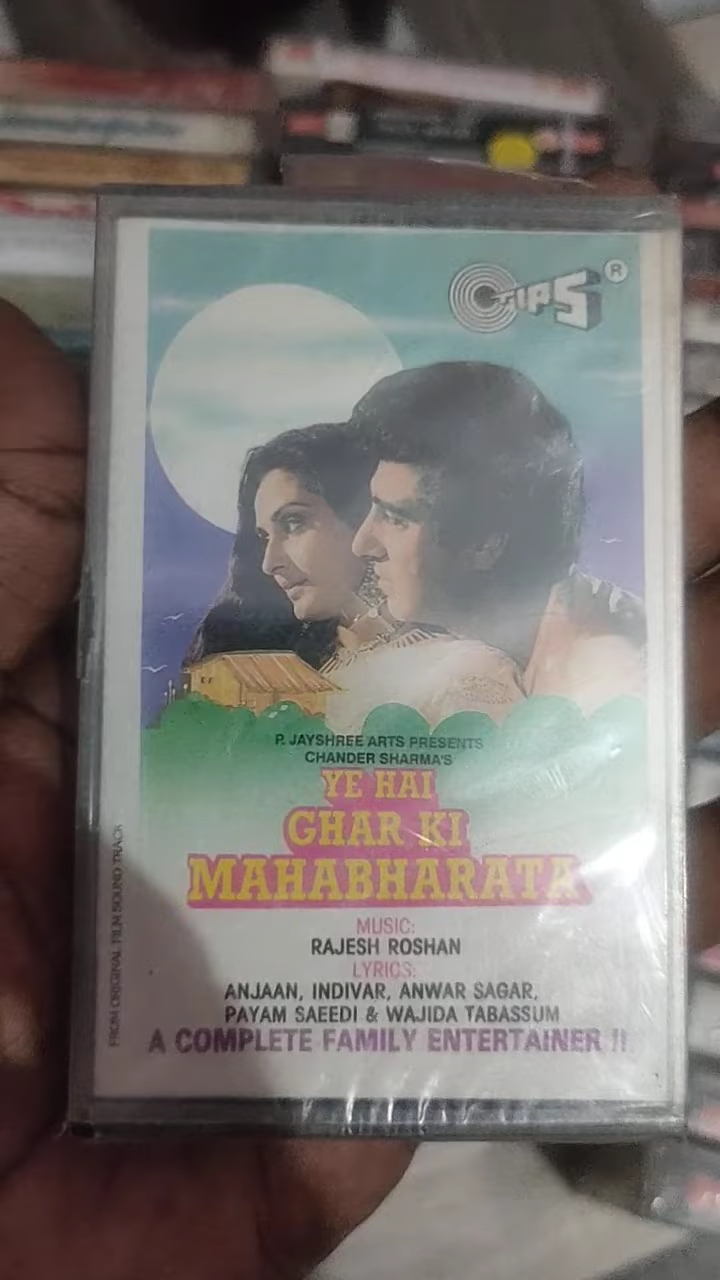 TIPS ®
P. JAYSHREE ARTS PRESENTS
CHANDER SHARMA'S
YE HAI
GHAR KI
MAHABHARATA
MUSIC:
RAJESH ROSHAN
LYRICS:
ANJAAN, INDIVAR, ANWAR SAGAR,
PAYAM SAEEDI & WAJIDA TABASSUM
A COMPLETE FAMILY ENTERTAINER !!
FROM ORIGINAL FILM SOUND TRACK